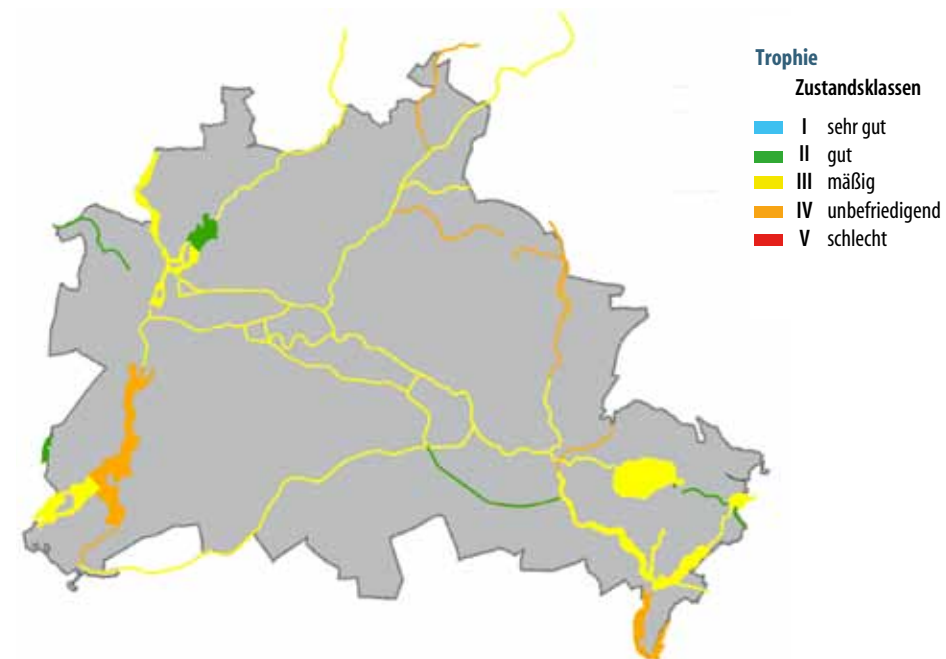 Trophie
Zustandsklassen
I sehr gut
II gut
III mäßig
IV unbefriedigend
V schlecht